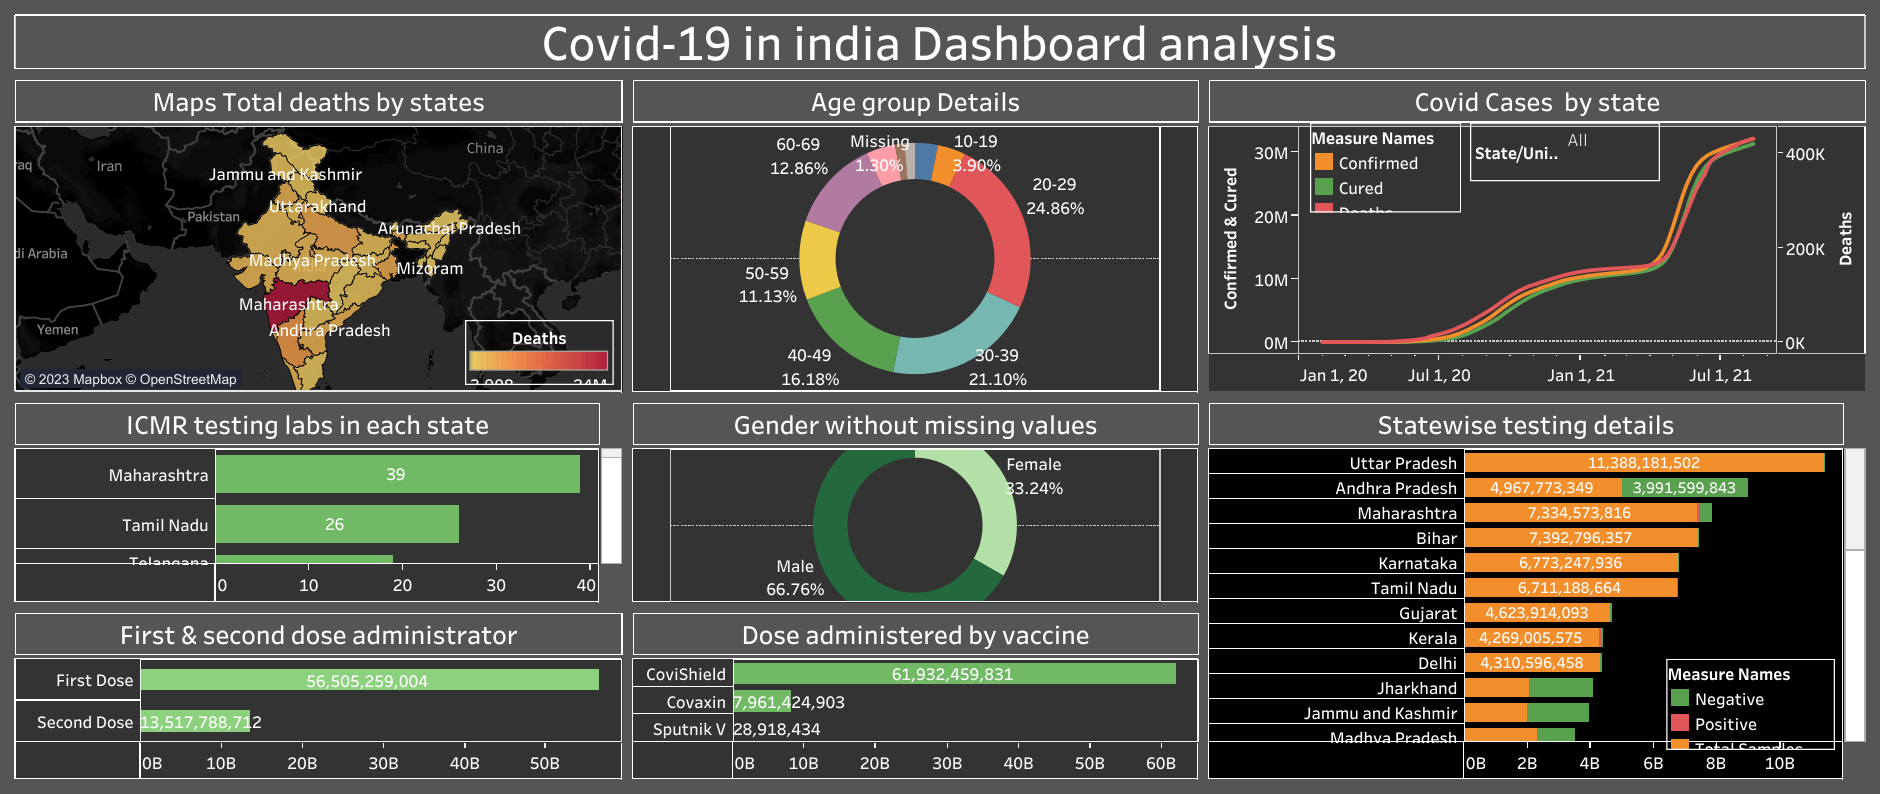 Covid-19 in india Dashboard analysis
Maps Total deaths by states
Iran
China
Jammu and Kashmir
Uttarakhand
Pakistan
Arunachal Pradesh
di Arabia
Madhya Pradesh
Mizoram
Maharashtra
Andhra Pradesh
Yemen
Deaths
© 2023 Mapbox © OpenStreetMap
Age group Details
60-69
12.86%
Missing
1.30%
10-19
3.90%
20-29
24.86%
50-59
11.13%
40-49
16.18%
30-39
21.10%
Covid Cases by state
Measure Names
Confirmed
Cured
Deaths
All
State/Uni..
Confirmed & Cured
30M
20M
10M
0M
400K
200K
0K
Deaths
Jan 1, 20
Jul 1, 20
Jan 1, 21
Jul 1, 21
ICMR testing labs in each state
Maharashtra
39
Tamil Nadu
26
Telangana
0 10 20 30 40
Gender without missing values
Female
33.24%
Male
66.76%
Statewise testing details
Uttar Pradesh 11,388,181,502
Andhra Pradesh 4,967,773,349 3,991,599,843
Maharashtra 7,334,573,816
Bihar 7,392,796,357
Karnataka 6,773,247,936
Tamil Nadu 6,711,188,664
Gujarat 4,623,914,093
Kerala 4,269,005,575
Delhi 4,310,596,458
Jharkhand
Jammu and Kashmir
Madhya Pradesh
Measure Names
Negative
Positive
Total Samples
0B 2B 4B 6B 8B 10B
First & second dose administrator
First Dose 56,505,259,004
Second Dose 13,517,788,712
0B 10B 20B 30B 40B 50B
Dose administered by vaccine
CoviShield 61,932,459,831
Covaxin 7,961,424,903
Sputnik V 28,918,434
0B 10B 20B 30B 40B 50B 60B